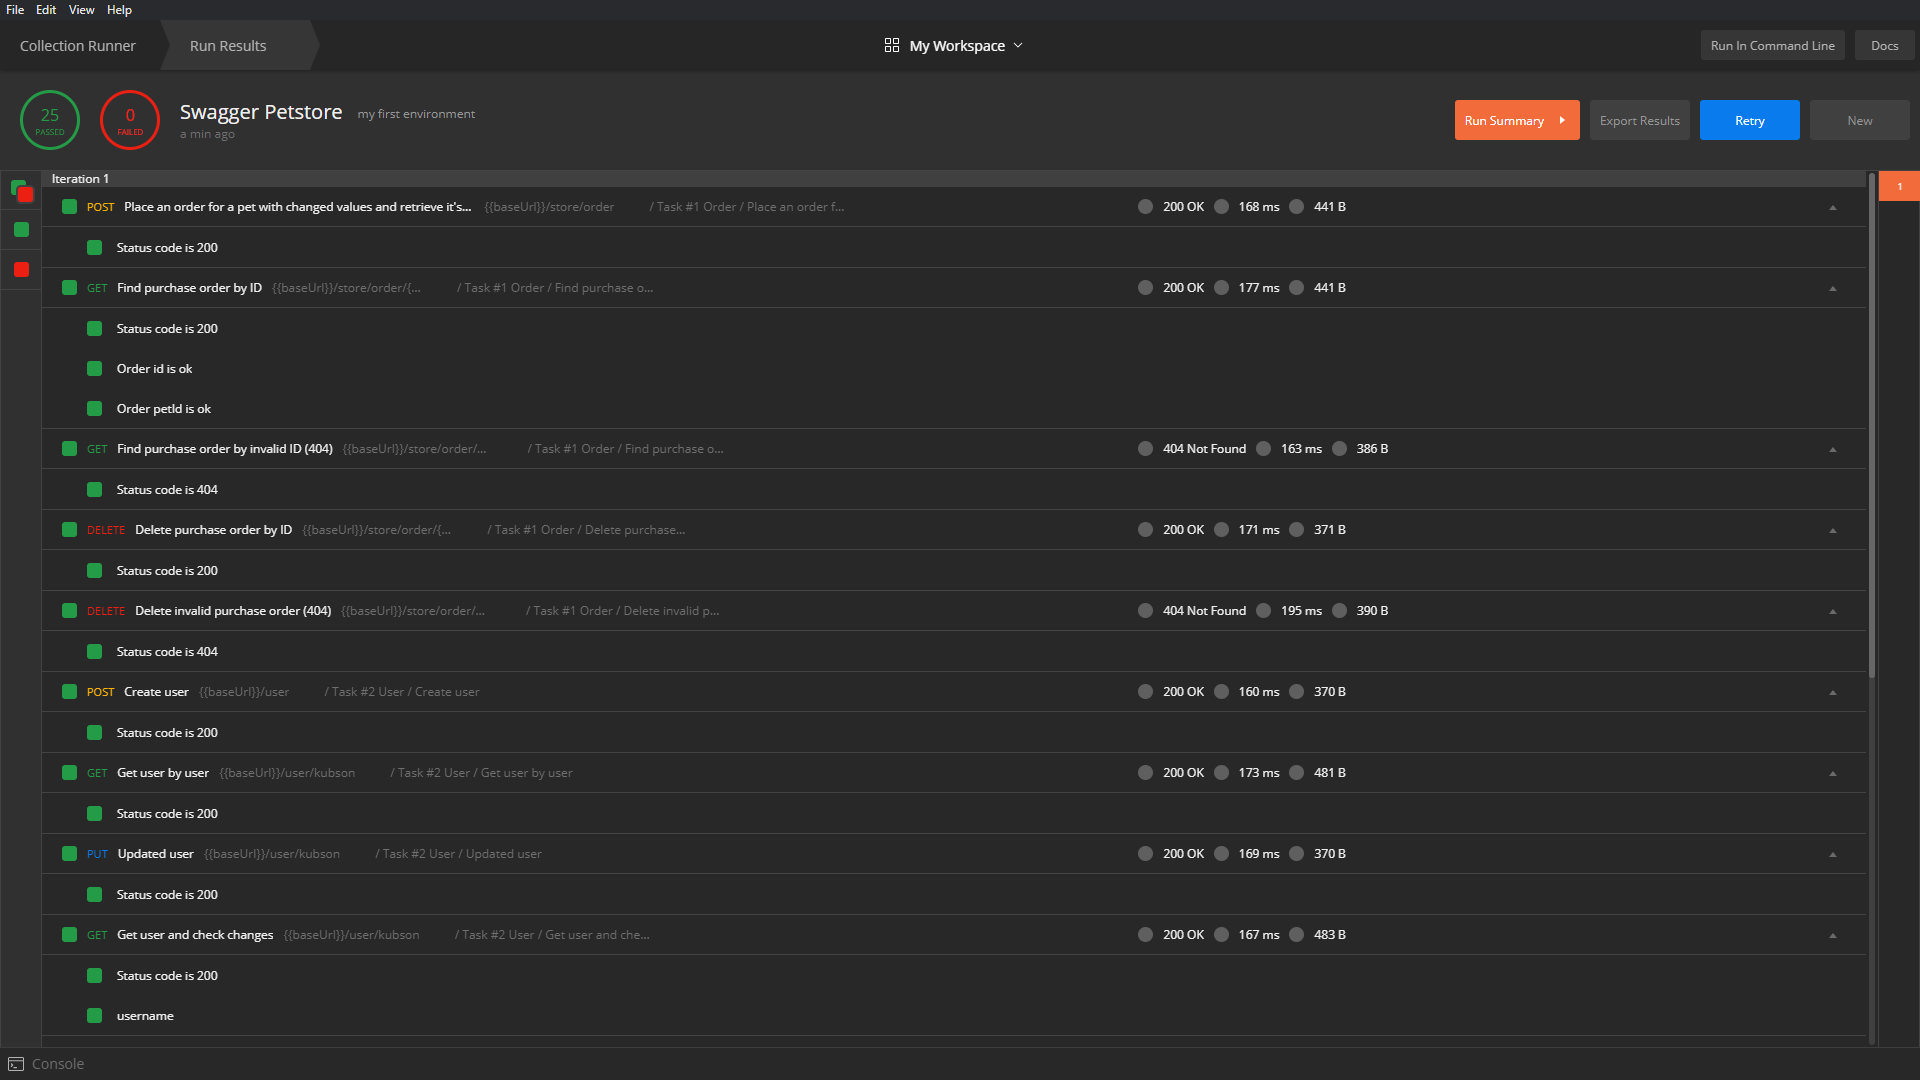 File Edit View Help
Collection Runner Run Results My Workspace Run In Command Line Docs
25 PASSED
0 FAILED
Swagger Petstore my first environment
a min ago
Run Summary Export Results Retry New
Iteration 1
1
POST Place an order for a pet with changed values and retrieve it's... {{baseUrl}}/store/order / Task #1 Order / Place an order f... 200 OK 168 ms 441 B
Status code is 200
GET Find purchase order by ID {{baseUrl}}/store/order/{... / Task #1 Order / Find purchase o... 200 OK 177 ms 441 B
Status code is 200
Order id is ok
Order petId is ok
GET Find purchase order by invalid ID (404) {{baseUrl}}/store/order/... / Task #1 Order / Find purchase o... 404 Not Found 163 ms 386 B
Status code is 404
DELETE Delete purchase order by ID {{baseUrl}}/store/order/{... / Task #1 Order / Delete purchase... 200 OK 171 ms 371 B
Status code is 200
DELETE Delete invalid purchase order (404) {{baseUrl}}/store/order/... / Task #1 Order / Delete invalid p... 404 Not Found 195 ms 390 B
Status code is 404
POST Create user {{baseUrl}}/user / Task #2 User / Create user 200 OK 160 ms 370 B
Status code is 200
GET Get user by user {{baseUrl}}/user/kubson / Task #2 User / Get user by user 200 OK 173 ms 481 B
Status code is 200
PUT Updated user {{baseUrl}}/user/kubson / Task #2 User / Updated user 200 OK 169 ms 370 B
Status code is 200
GET Get user and check changes {{baseUrl}}/user/kubson / Task #2 User / Get user and che... 200 OK 167 ms 483 B
Status code is 200
username
Console